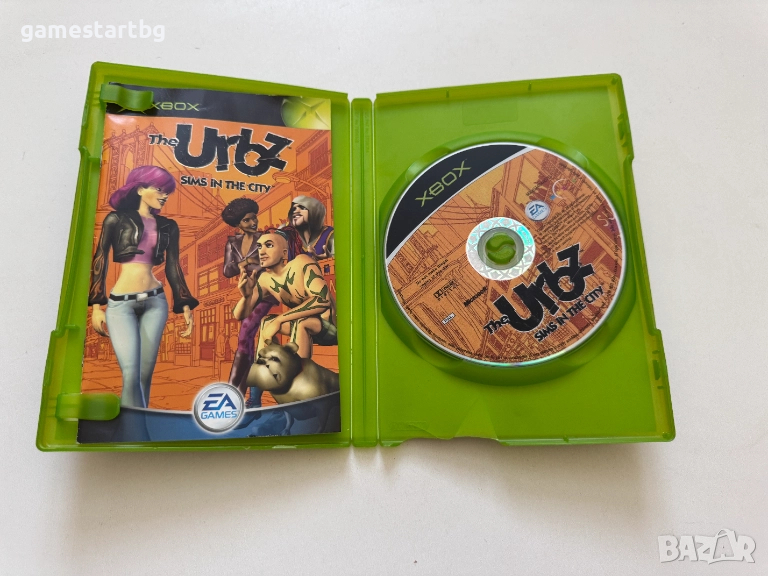 gamestartbg
XBOX
The Urbz
SIMS IN THE CITY
EA
GAMES
XBOX
EA
The Urbz
SIMS IN THE CITY
BAZAR